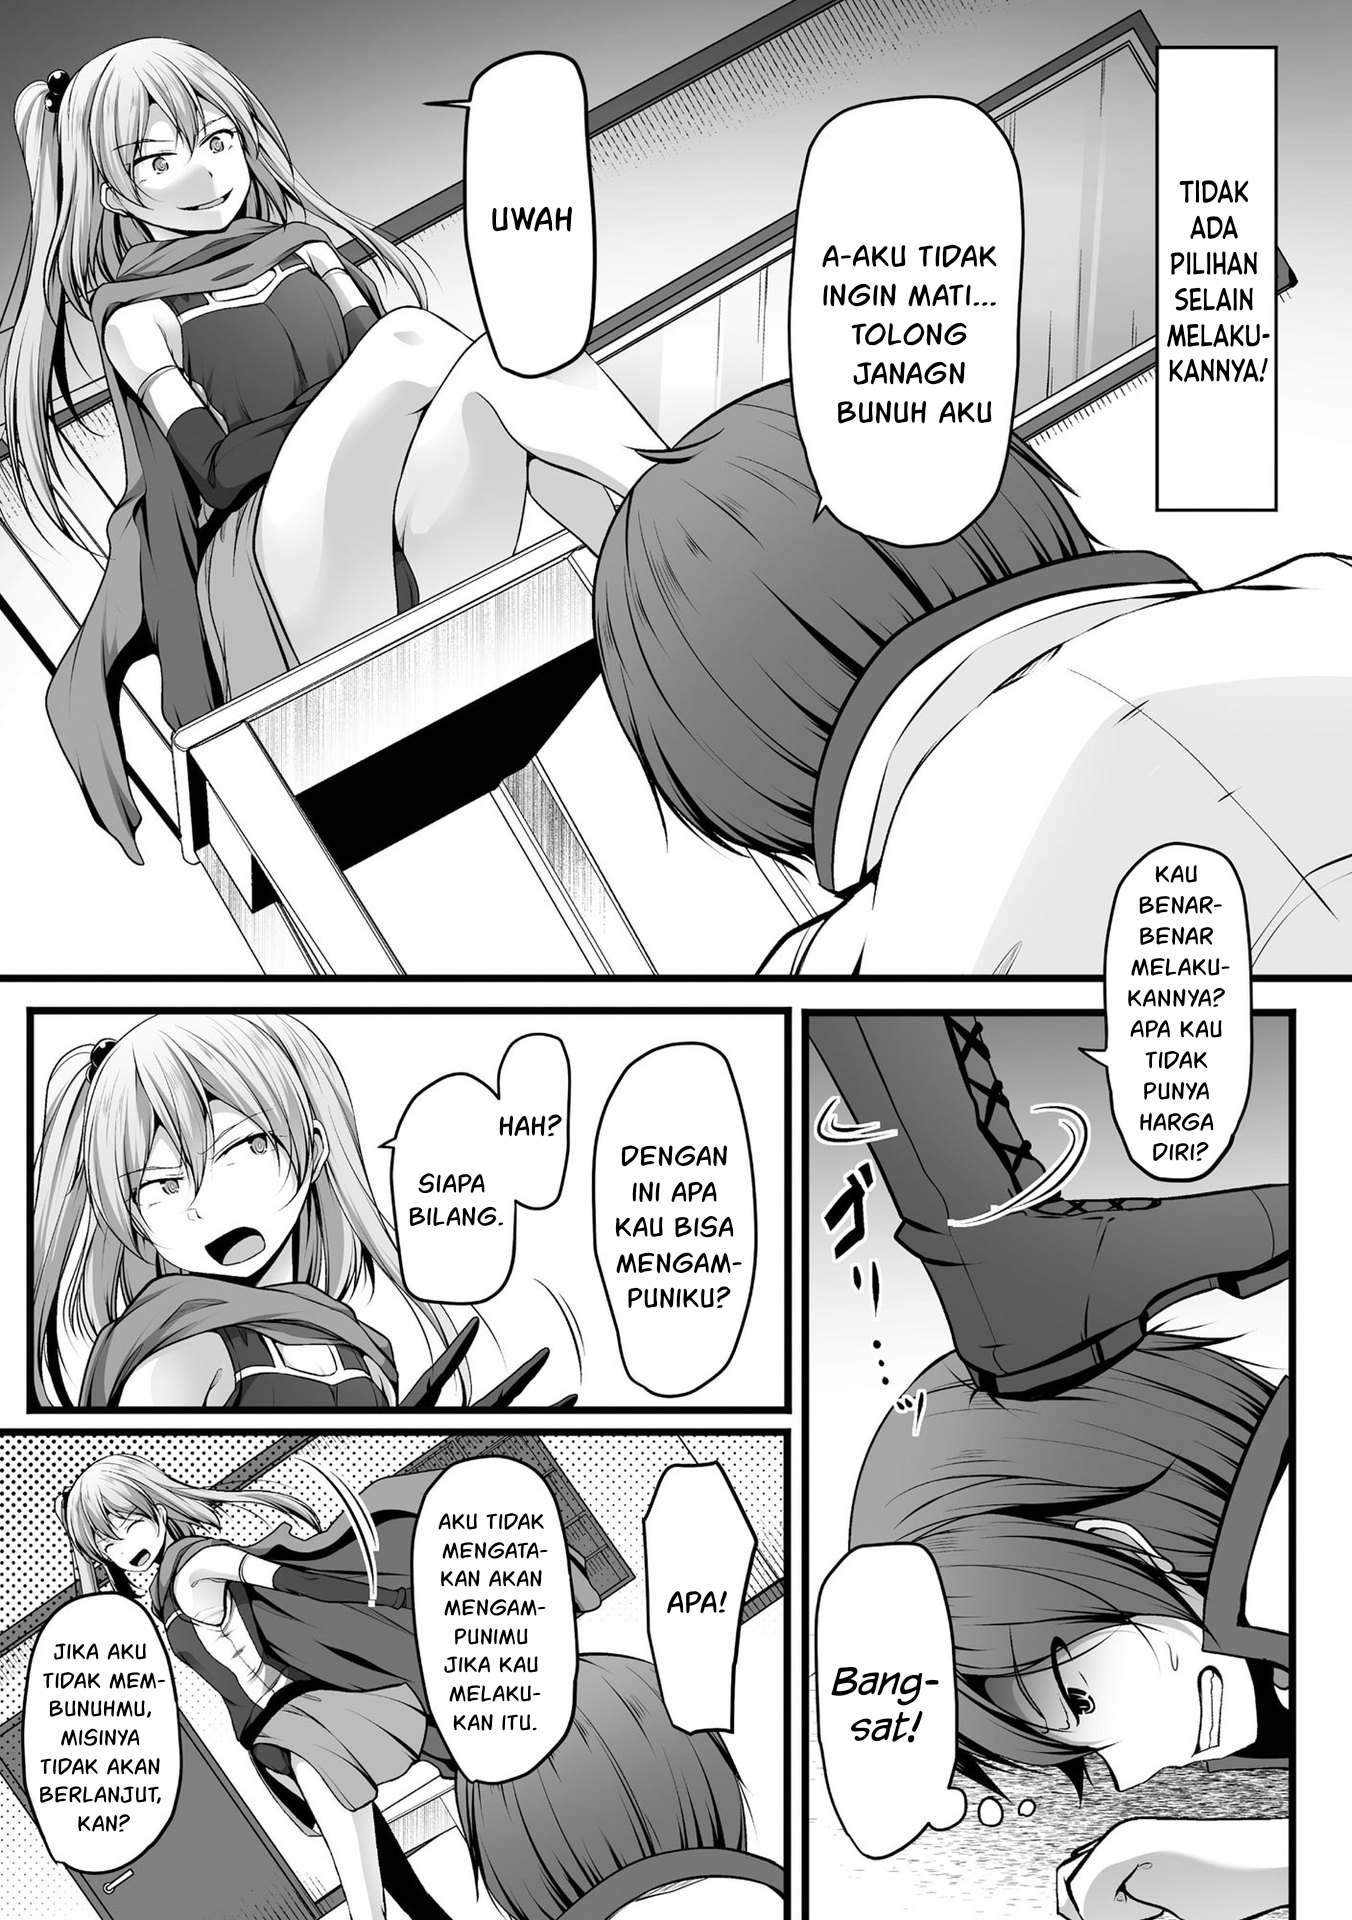 TIDAK
ADA
PILIHAN
SELAIN
MELAKU-
KANNYA!
A-AKU TIDAK
INGIN MATI...
TOLONG
JANAGN
BUNUH AKU
UWAH
KAU
BENAR-
BENAR
MELAKU-
KANNYA?
APA KAU
TIDAK
PUNYA
HARGA
DIRI?
Bang-
sat!
DENGAN
INI APA
KAU BISA
MENGAM-
PUNIKU?
HAH?
SIAPA
BILANG.
APA!
AKU TIDAK
MENGATA-
KAN AKAN
MENGAM-
PUNIMU
JIKA KAU
MELAKU-
KAN ITU.
JIKA AKU
TIDAK MEM-
BUNUHMU,
MISINYA
TIDAK AKAN
BERLANJUT,
KAN?